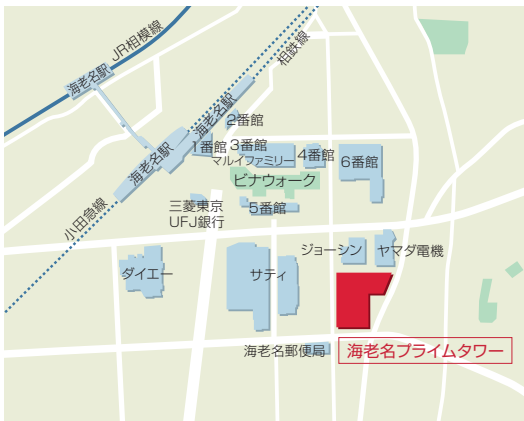 JR相模線
海老名駅
相鉄線
海老名駅
2番館
1番館
3番館
マルイファミリー
4番館
6番館
海老名駅
ビナウォーク
小田急線
三菱東京
UFJ銀行
5番館
ジョーシン
ヤマダ電機
ダイエー
サティ
海老名郵便局
海老名プライムタワー